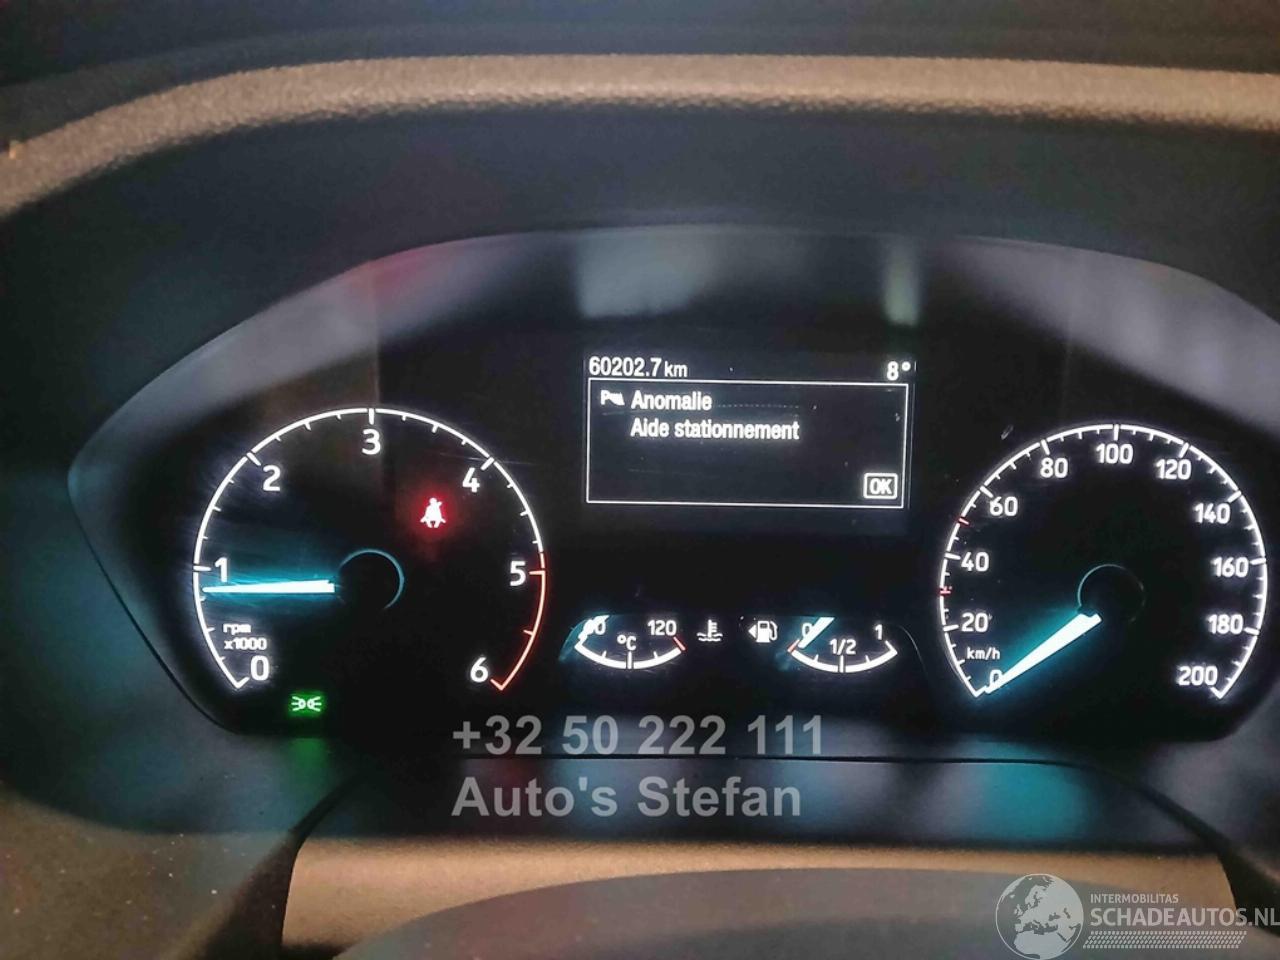 60202.7 km 8°
Anomalie
Aide stationnement
OK
0 1 2 3 4 5 6
rpm
x1000
120
°C
0 1/2 1
0 20 40 60 80 100 120 140 160 180 200
km/h
+32 50 222 111
Auto's Stefan
INTERMOBILITAS
SCHADEAUTOS.NL